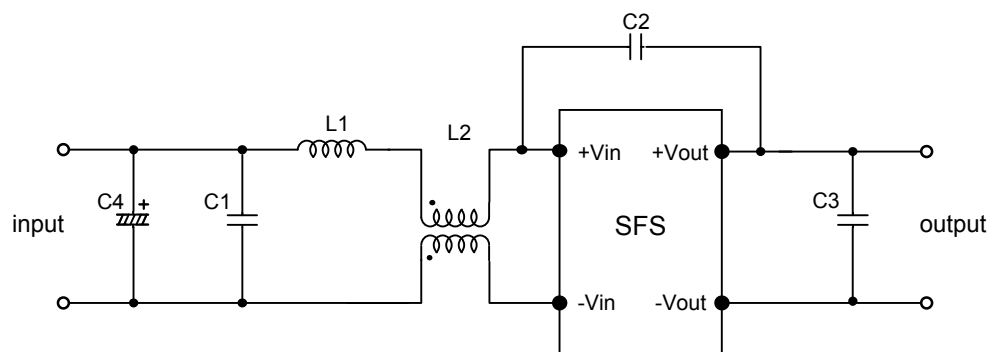 C2
L1
L2
+Vin
+Vout
C4
+
C1
C3
input
SFS
output
-Vin
-Vout